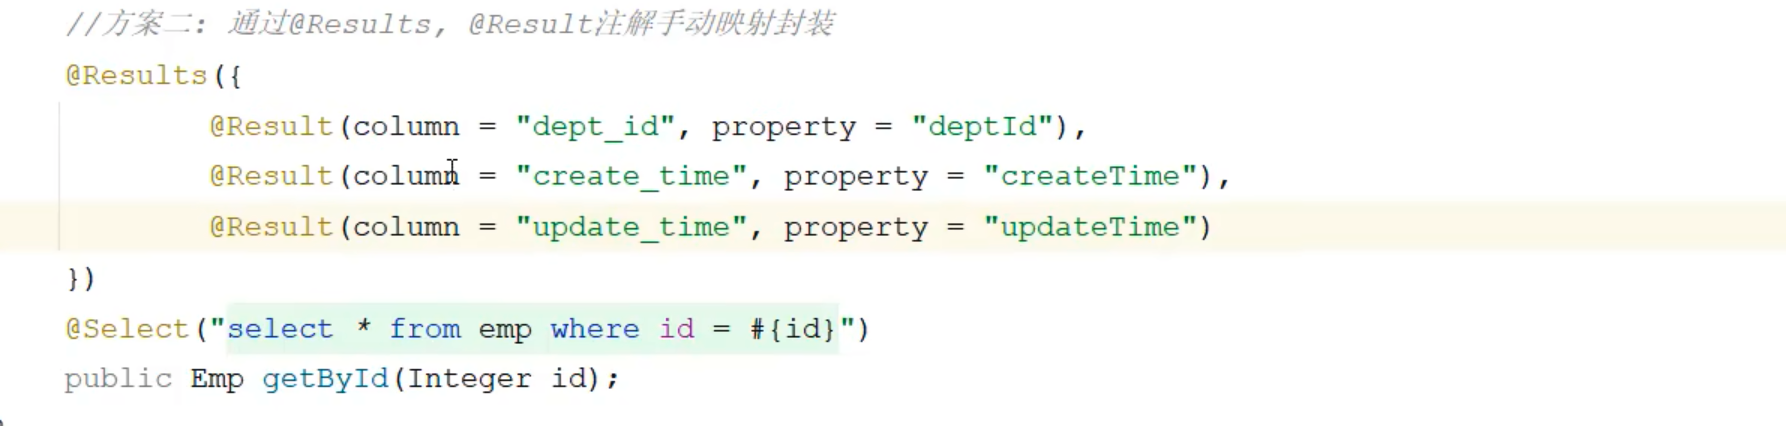 //方案二：通过@Results, @Result注解手动映射封装
@Results({
@Result(column = "dept_id", property = "deptId"),
@Result(column = "create_time", property = "createTime"),
@Result(column = "update_time", property = "updateTime")
})
@Select("select * from emp where id = #{id}")
public Emp getById(Integer id);